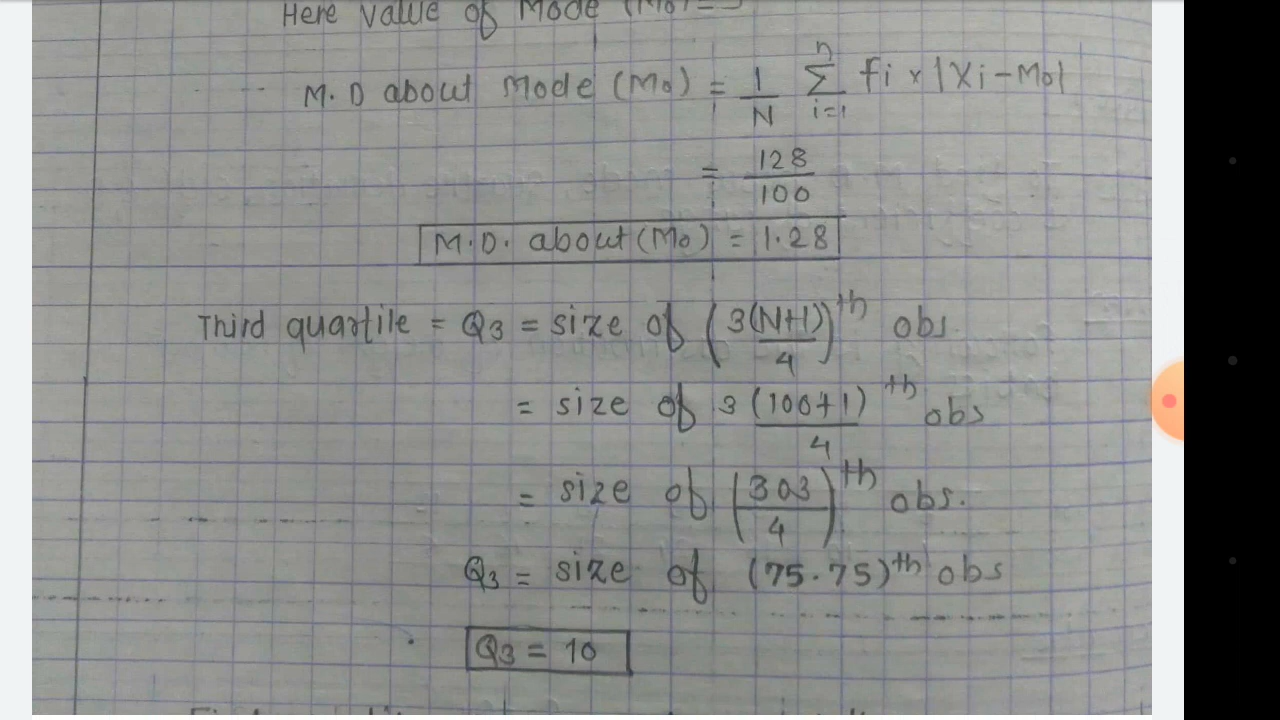 Here value of Mode (Mo) =
M.D about Mode (Mo) = 1/N n Σ i=1 fi × |Xi - Mo|
= 128/100
M.D. about (Mo) = 1.28
Third quartile = Q3 = size of (3(N+1)/4)th obs.
= size of 3(100+1)/4 th obs
= size of (303/4)th obs.
Q3 = size of (75.75)th obs
Q3 = 10